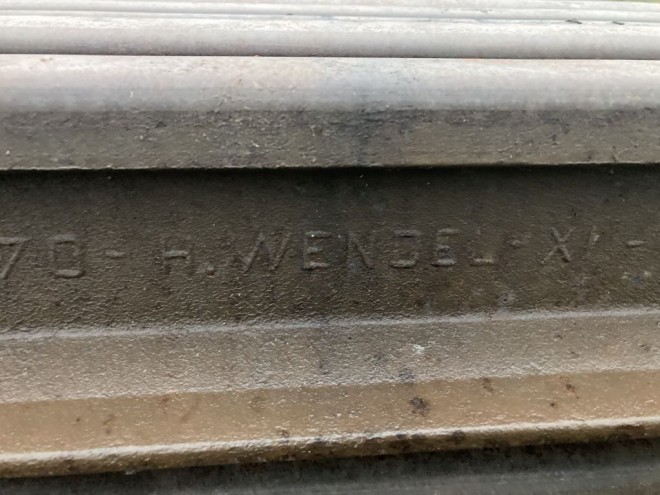 70 - H. WENDEL - XI -